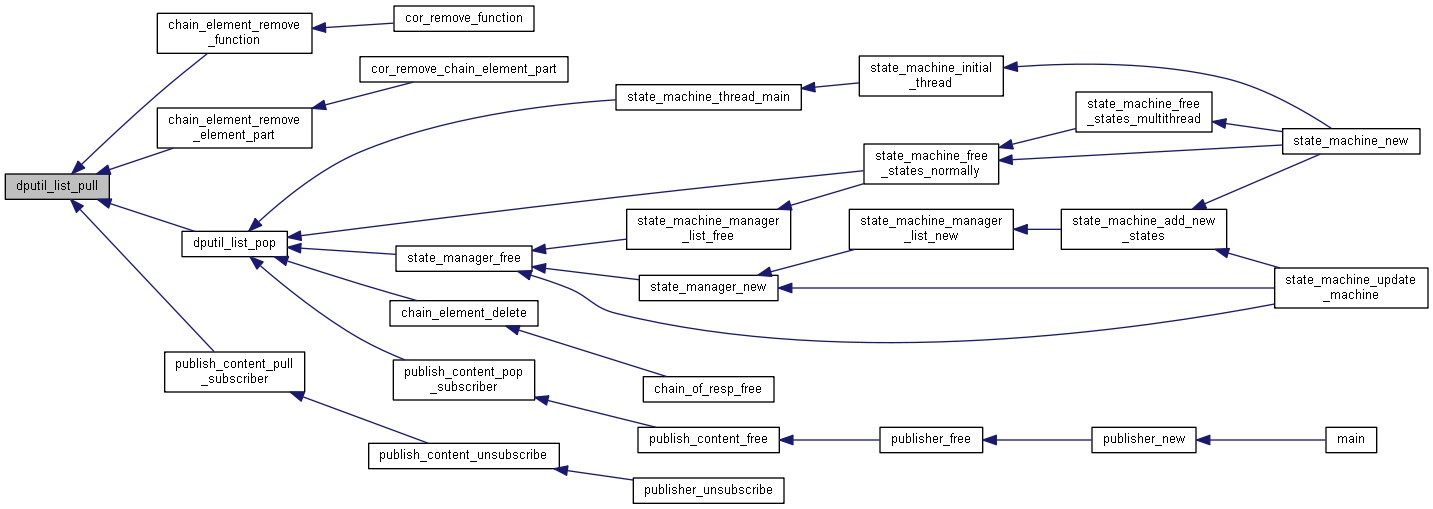 chain_element_remove
_function
cor_remove_function
cor_remove_chain_element_part
chain_element_remove
_element_part
state_machine_thread_main
state_machine_initial
_thread
state_machine_free
_states_multithread
state_machine_new
dputil_list_pull
state_machine_free
_states_normally
dputil_list_pop
state_machine_manager
_list_free
state_machine_manager
_list_new
state_machine_add_new
_states
state_manager_free
state_manager_new
state_machine_update
_machine
chain_element_delete
publish_content_pull
_subscriber
publish_content_pop
_subscriber
chain_of_resp_free
publish_content_free
publisher_free
publisher_new
main
publish_content_unsubscribe
publisher_unsubscribe